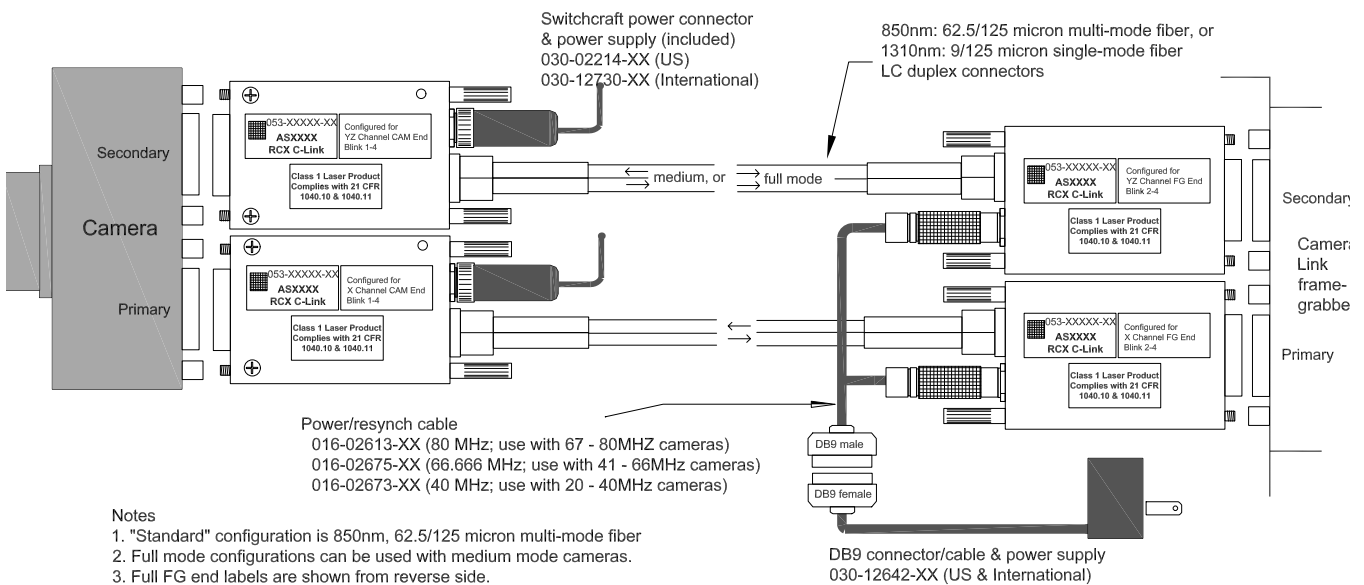 Switchcraft power connector
& power supply (included)
030-02214-XX (US)
030-12730-XX (International)
850nm: 62.5/125 micron multi-mode fiber, or
1310nm: 9/125 micron single-mode fiber
LC duplex connectors
Camera
Secondary
Primary
053-XXXXX-XX
ASXXXX
RCX C-Link
Configured for
YZ Channel CAM End
Blink 1-4
Class 1 Laser Product
Complies with 21 CFR
1040.10 & 1040.11
medium, or
full mode
053-XXXXX-XX
ASXXXX
RCX C-Link
Configured for
YZ Channel FG End
Blink 2-4
Class 1 Laser Product
Complies with 21 CFR
1040.10 & 1040.11
Secondary
Camera
Link
frame-
grabbe
Primary
053-XXXXX-XX
ASXXXX
RCX C-Link
Configured for
X Channel CAM End
Blink 1-4
Class 1 Laser Product
Complies with 21 CFR
1040.10 & 1040.11
053-XXXXX-XX
ASXXXX
RCX C-Link
Configured for
X Channel FG End
Blink 2-4
Class 1 Laser Product
Complies with 21 CFR
1040.10 & 1040.11
Power/resynch cable
016-02613-XX (80 MHz; use with 67 - 80MHZ cameras)
016-02675-XX (66.666 MHz; use with 41 - 66MHz cameras)
016-02673-XX (40 MHz; use with 20 - 40MHz cameras)
DB9 male
DB9 female
DB9 connector/cable & power supply
030-12642-XX (US & International)
Notes
1. "Standard" configuration is 850nm, 62.5/125 micron multi-mode fiber
2. Full mode configurations can be used with medium mode cameras.
3. Full FG end labels are shown from reverse side.